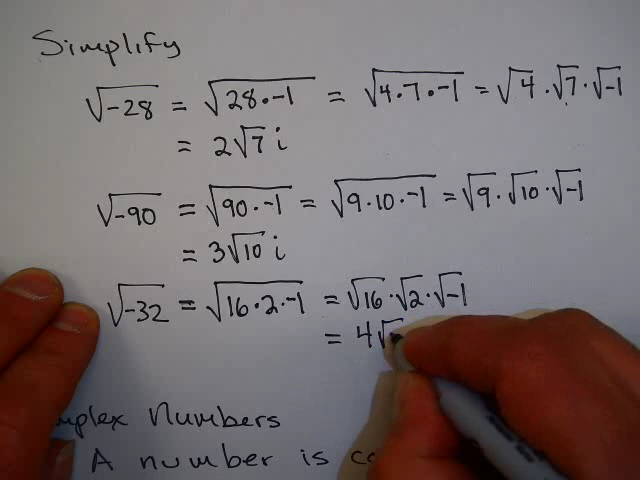 Simplify
√-28 = √28·-1 = √4·7·-1 = √4·√7·√-1
= 2√7 i
√-90 = √90·-1 = √9·10·-1 = √9·√10·√-1
= 3√10 i
√-32 = √16·2·-1 = √16·√2·√-1
= 4√
Numbers
A number is